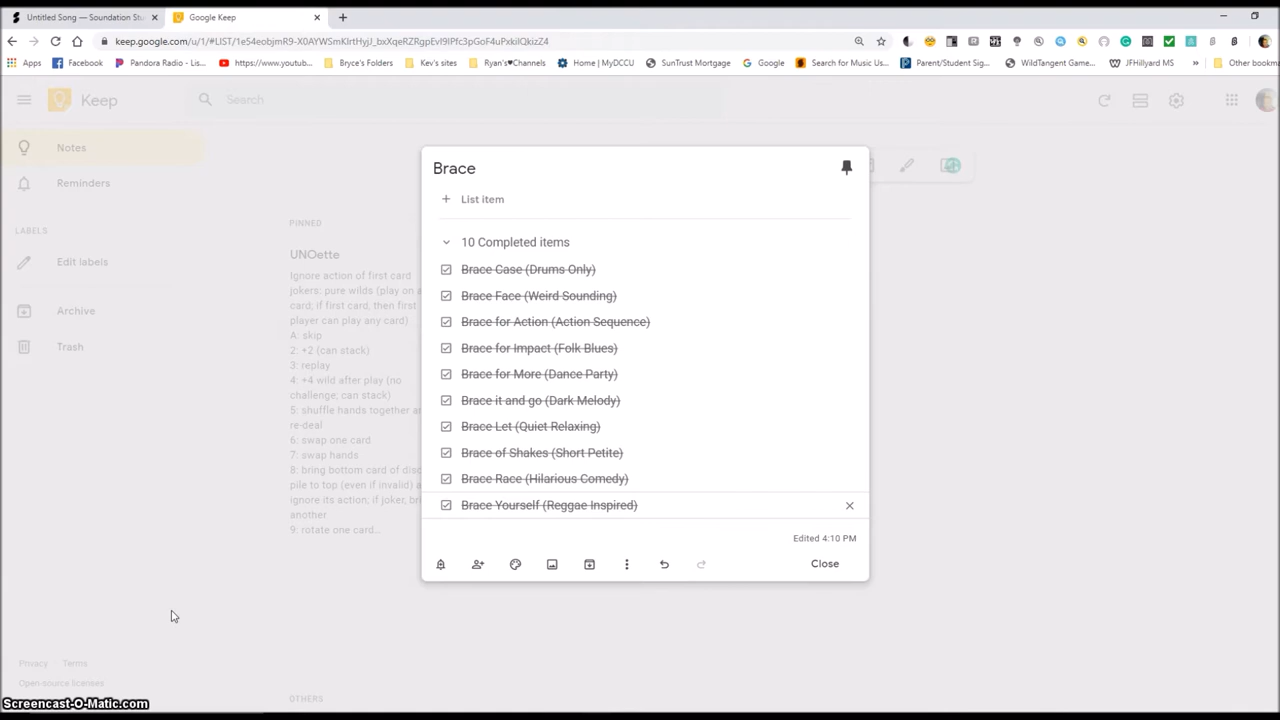 Untitled Song — Soundation Stu
Google Keep
keep.google.com/u/1/#LIST/
Apps
Facebook
Pandora Radio - Lis...
https://www.youtub...
Bryce's Folders
Kev's sites
Ryan's♥Channels
Home | MyDCCU
SunTrust Mortgage
Google
Search for Music Us...
Parent/Student Sig...
WildTangent Game...
JFHillyard MS
»
Other bookma
Keep
Search
Notes
Reminders
LABELS
Edit labels
Archive
Trash
PINNED
UNOette
Ignore action of first card
jokers: pure wilds (play on a
card; if first card, then first
player can play any card)
A: skip
2: +2 (can stack)
3: replay
4: +4 wild after play (no
challenge; can stack)
5: shuffle hands together a
re-deal
6: swap one card
7: swap hands
8: bring bottom card of disc
pile to top (even if invalid) a
ignore its action; if joker, bri
another
9: rotate one card...
Brace
+ List item
10 Completed items
Brace Case (Drums Only)
Brace Face (Weird Sounding)
Brace for Action (Action Sequence)
Brace for Impact (Folk Blues)
Brace for More (Dance Party)
Brace it and go (Dark Melody)
Brace Let (Quiet Relaxing)
Brace of Shakes (Short Petite)
Brace Race (Hilarious Comedy)
Brace Yourself (Reggae Inspired)
Edited 4:10 PM
Close
Privacy Terms
Open-source licenses
OTHERS
Screencast-O-Matic.com